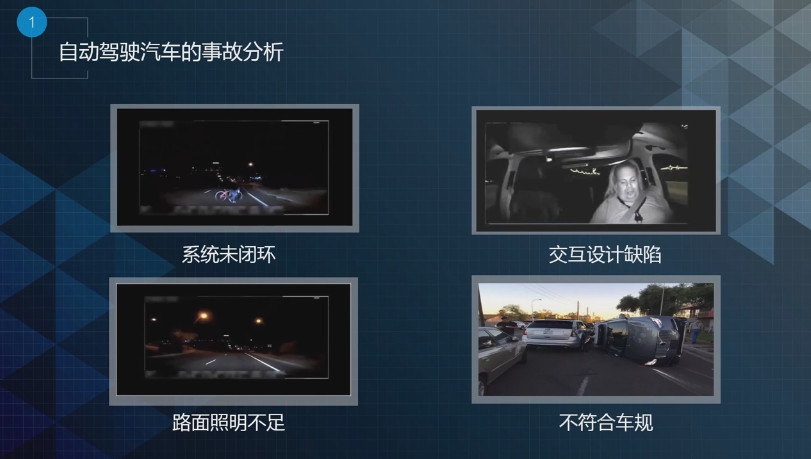 1
自动驾驶汽车的事故分析
系统未闭环
交互设计缺陷
路面照明不足
不符合车规